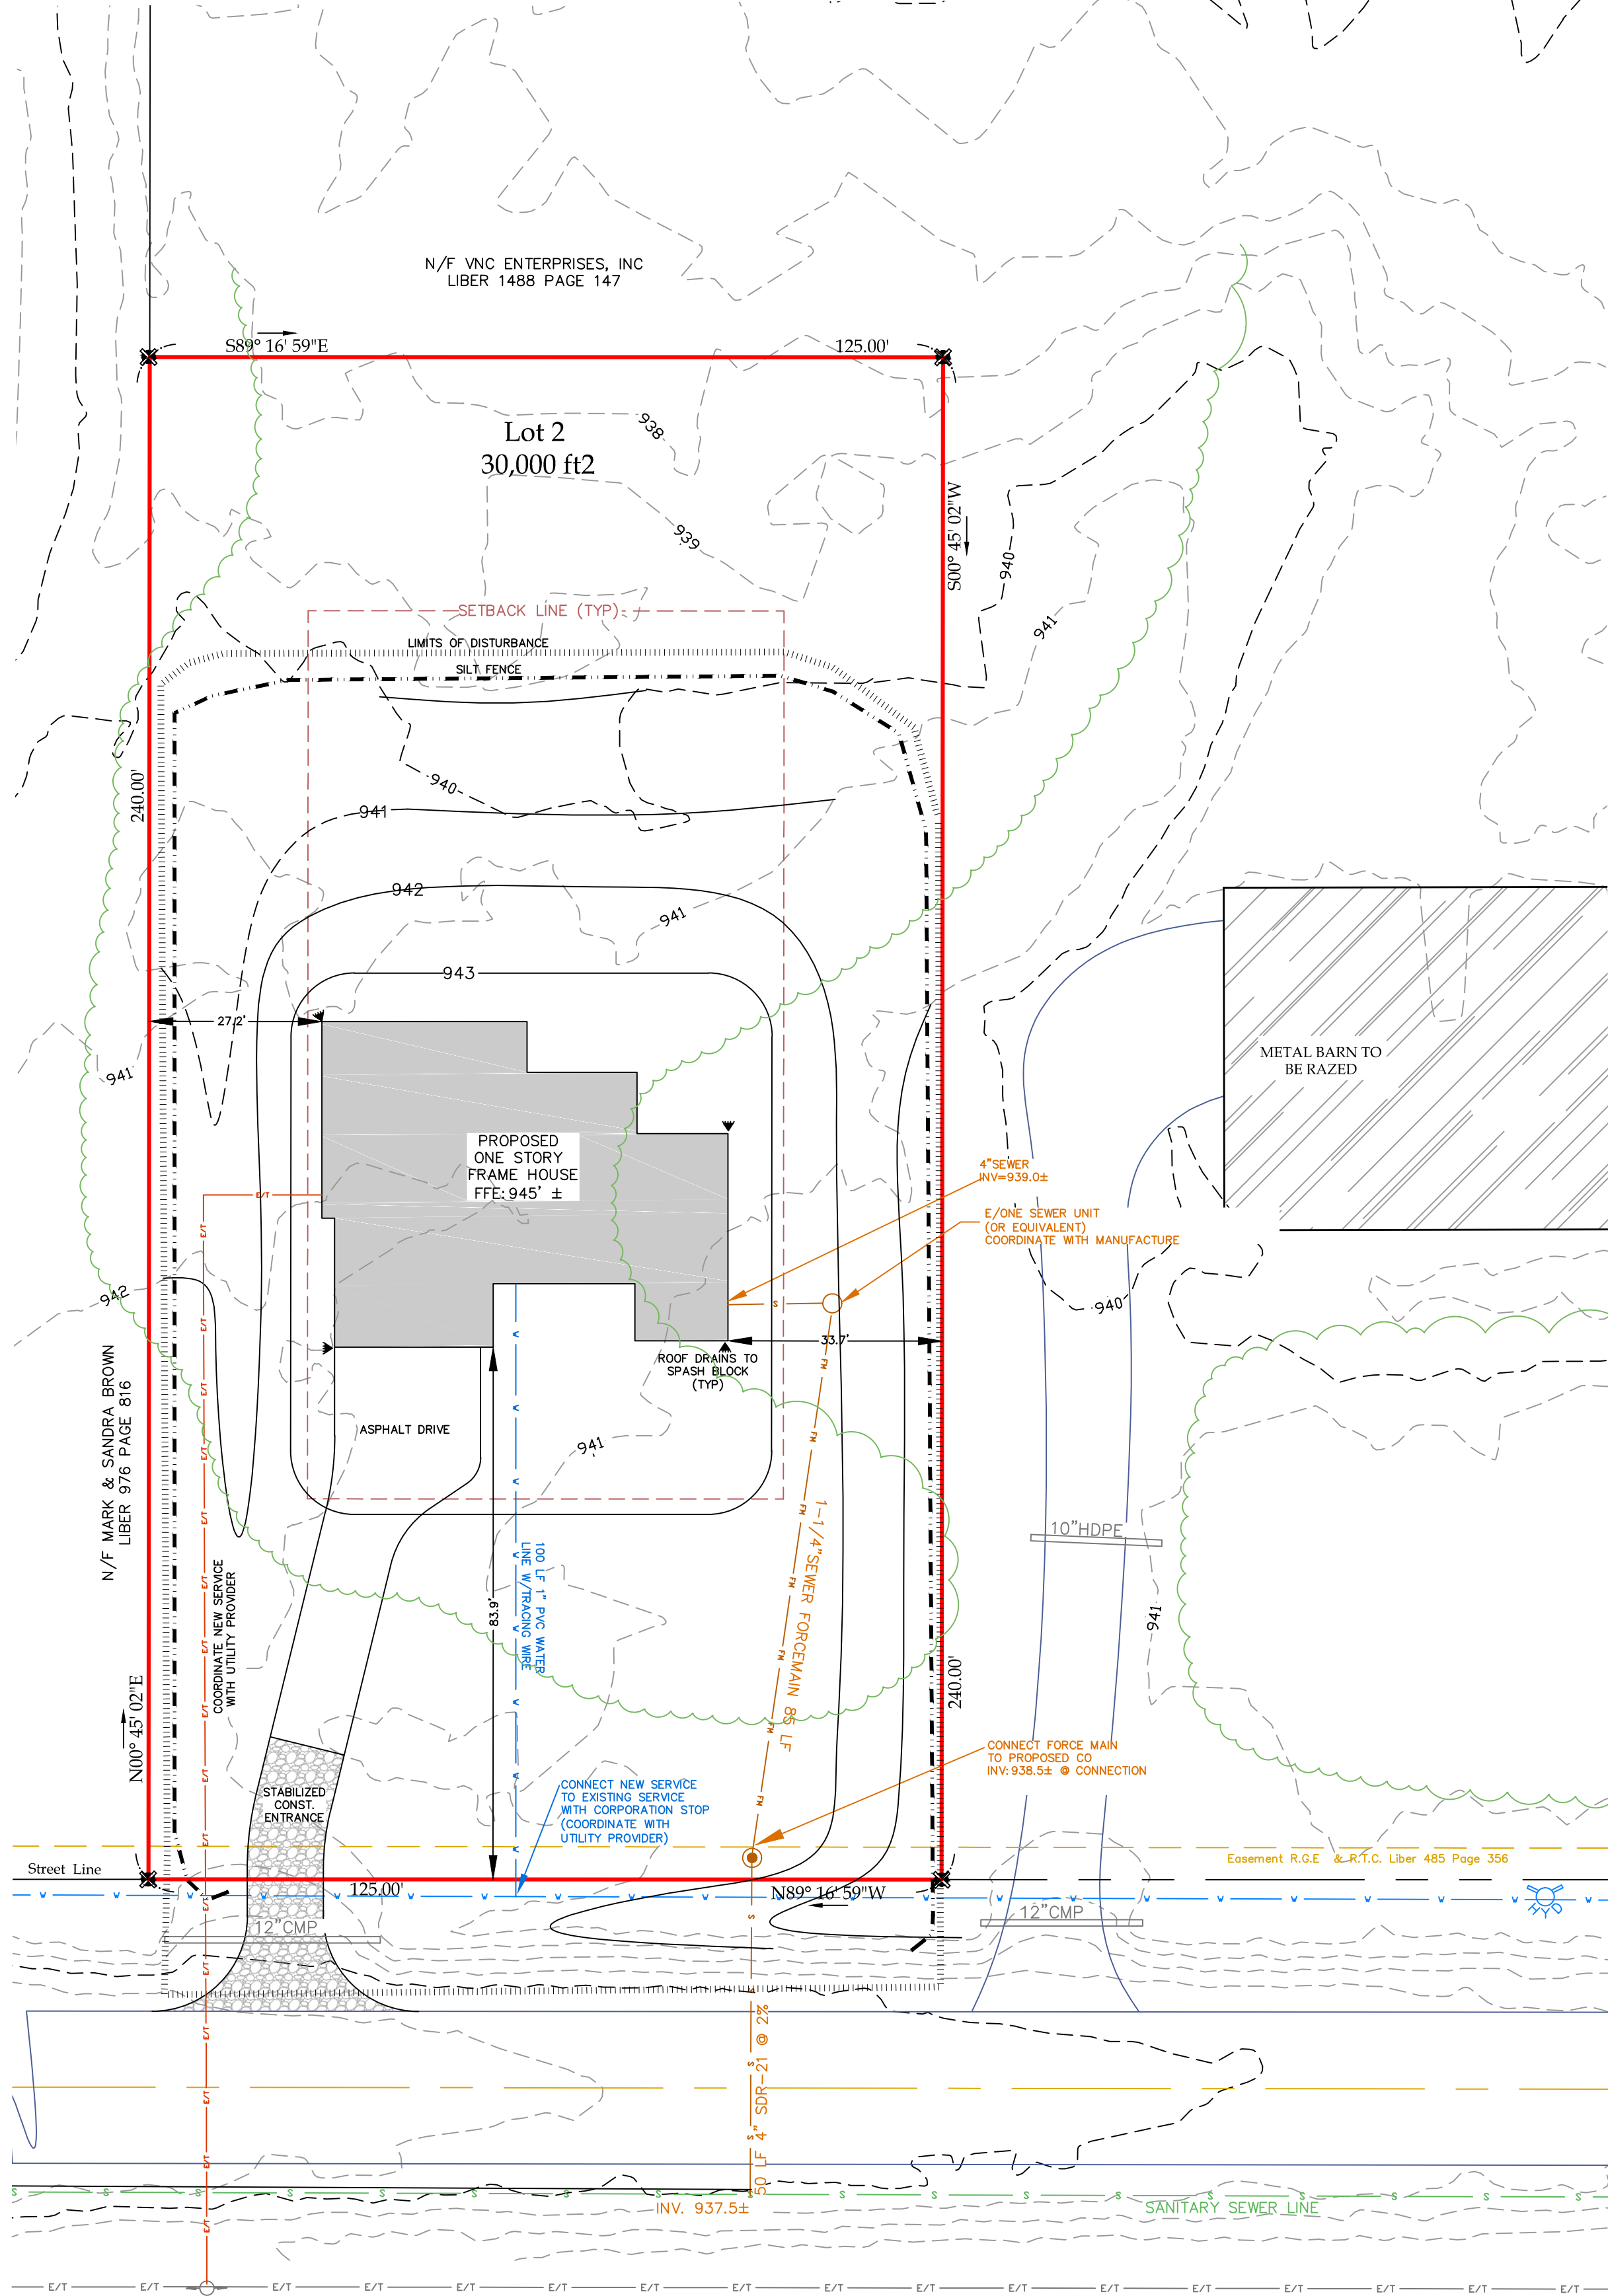 N/F VNC ENTERPRISES, INC
LIBER 1488 PAGE 147
S89° 16' 59"E
125.00'
Lot 2
30,000 ft2
938
939
S00° 45' 02"W
940
941
SETBACK LINE (TYP)
LIMITS OF DISTURBANCE
SILT FENCE
240.00'
940
941
942
941
943
27.2'
941
METAL BARN TO
BE RAZED
PROPOSED
ONE STORY
FRAME HOUSE
FFE: 945' ±
4"SEWER
INV=939.0±
E/T
E/ONE SEWER UNIT
(OR EQUIVALENT)
COORDINATE WITH MANUFACTURE
942
940
S
33.7'
ROOF DRAINS TO
SPASH BLOCK
(TYP)
N/F MARK & SANDRA BROWN
LIBER 976 PAGE 816
ASPHALT DRIVE
941
1-1/4"SEWER FORCEMAIN 85 LF
FM
10"HDPE
100 LF 1" PVC WATER
LINE W/TRACING WIRE
83.9'
COORDINATE NEW SERVICE
WITH UTILITY PROVIDER
941
N00° 45' 02"E
240.00'
CONNECT FORCE MAIN
TO PROPOSED CO
INV: 938.5± @ CONNECTION
STABILIZED
CONST.
ENTRANCE
CONNECT NEW SERVICE
TO EXISTING SERVICE
WITH CORPORATION STOP
(COORDINATE WITH
UTILITY PROVIDER)
Easement R.G.E & R.T.C. Liber 485 Page 356
Street Line
125.00'
N89° 16' 59"W
HYD
12"CMP
12"CMP
50 LF 4" SDR-21 @ 2%
INV. 937.5±
SANITARY SEWER LINE
E/T E/T E/T E/T E/T E/T E/T E/T E/T E/T E/T E/T E/T E/T E/T E/T E/T